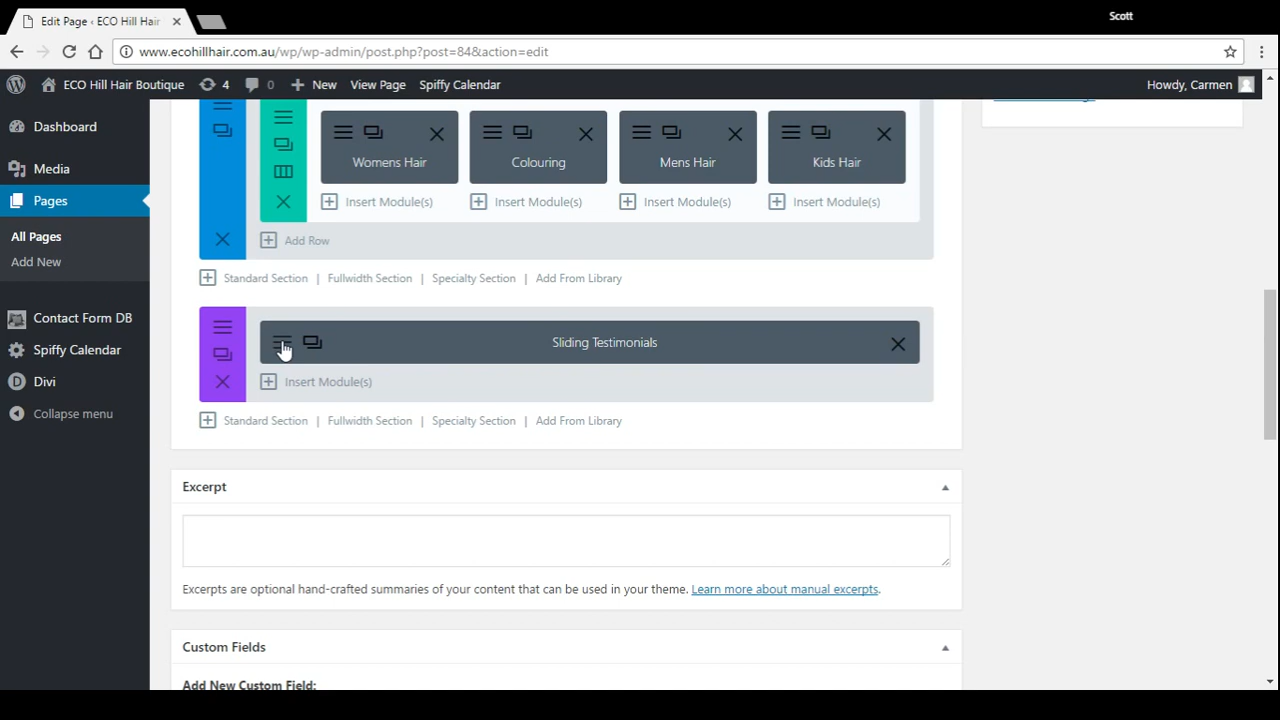 Scott
Edit Page ‹ ECO Hill Hair
www.ecohillhair.com.au/wp/wp-admin/post.php?post=84&action=edit
ECO Hill Hair Boutique 4 0 New View Page Spiffy Calendar Howdy, Carmen
Dashboard
Media
Pages
All Pages
Add New
Contact Form DB
Spiffy Calendar
Divi
Collapse menu
Womens Hair Colouring Mens Hair Kids Hair
Insert Module(s) Insert Module(s) Insert Module(s) Insert Module(s)
Add Row
Standard Section | Fullwidth Section | Specialty Section | Add From Library
Sliding Testimonials
Insert Module(s)
Standard Section | Fullwidth Section | Specialty Section | Add From Library
Excerpt
Excerpts are optional hand-crafted summaries of your content that can be used in your theme. Learn more about manual excerpts.
Custom Fields
Add New Custom Field: